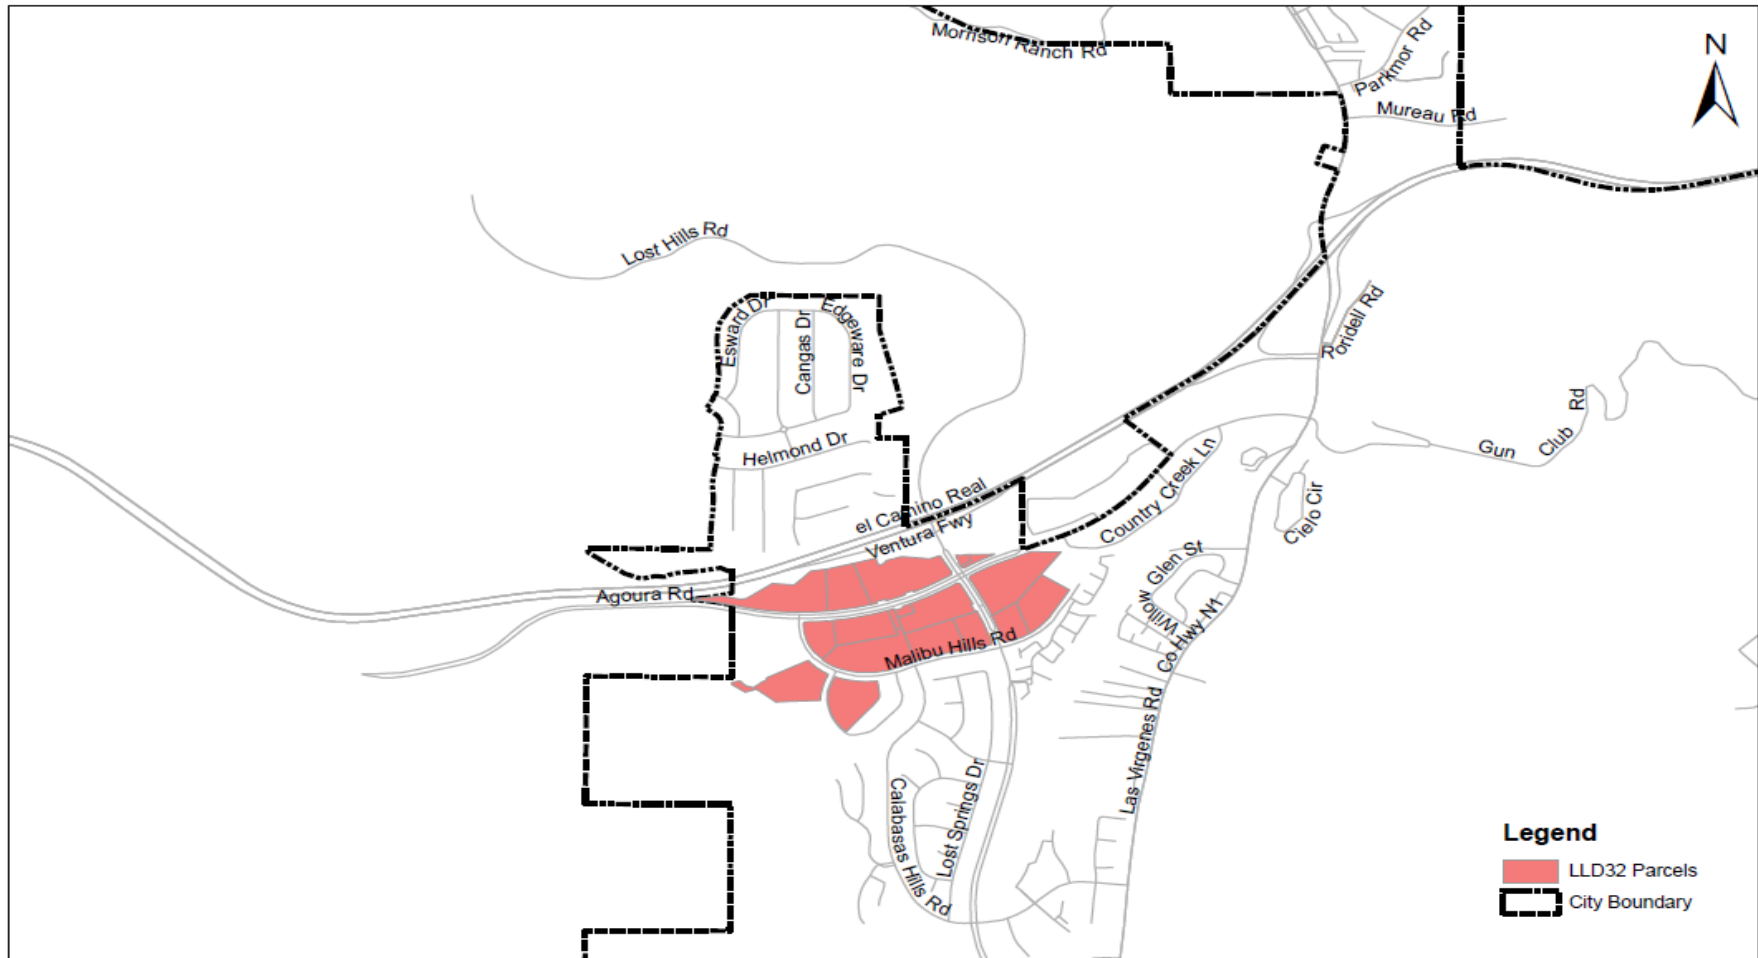 Morrison Ranch Rd
Parkmor Rd
N
Mureau Rd
Lost Hills Rd
Esward Dr
Cangas Dr
Edgeware Dr
Roridell Rd
Helmond Dr
Gun Club Rd
el Camino Real
Ventura Fwy
Country Creek Ln
Cielo Cir
Agoura Rd
Willow Glen St
Malibu Hills Rd
Co Hwy N1
Las Virgenes Rd
Calabasas Hills Rd
Lost Springs Dr
Legend
LLD32 Parcels
City Boundary